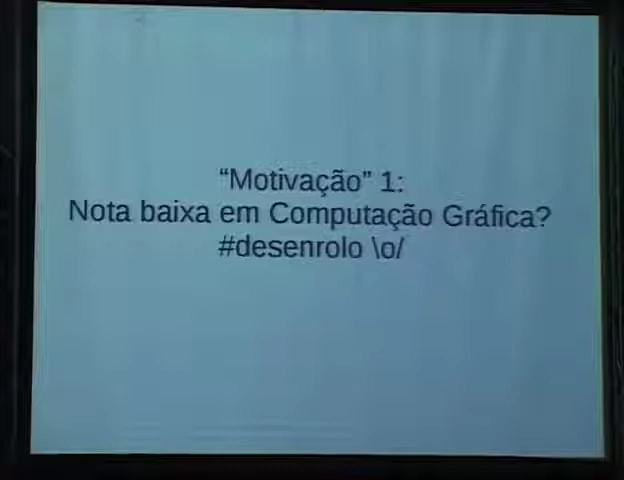 “Motivação” 1:
Nota baixa em Computação Gráfica?
#desenrolo \o/